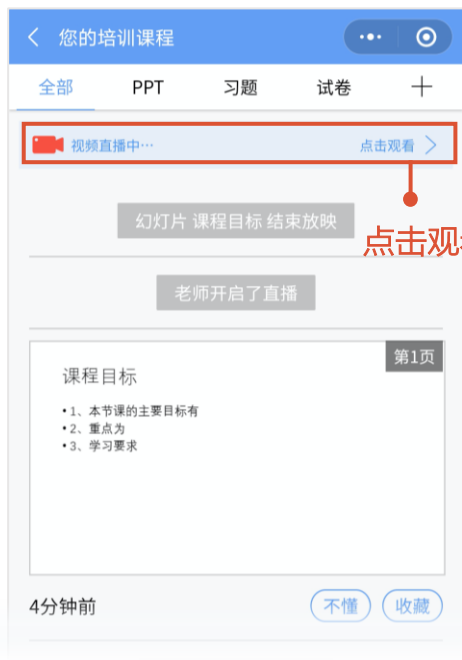 您的培训课程
全部 PPT 习题 试卷
视频直播中… 点击观看
点击观
幻灯片 课程目标 结束放映
老师开启了直播
第1页
课程目标
• 1、本节课的主要目标有
• 2、重点为
• 3、学习要求
4分钟前 不懂 收藏